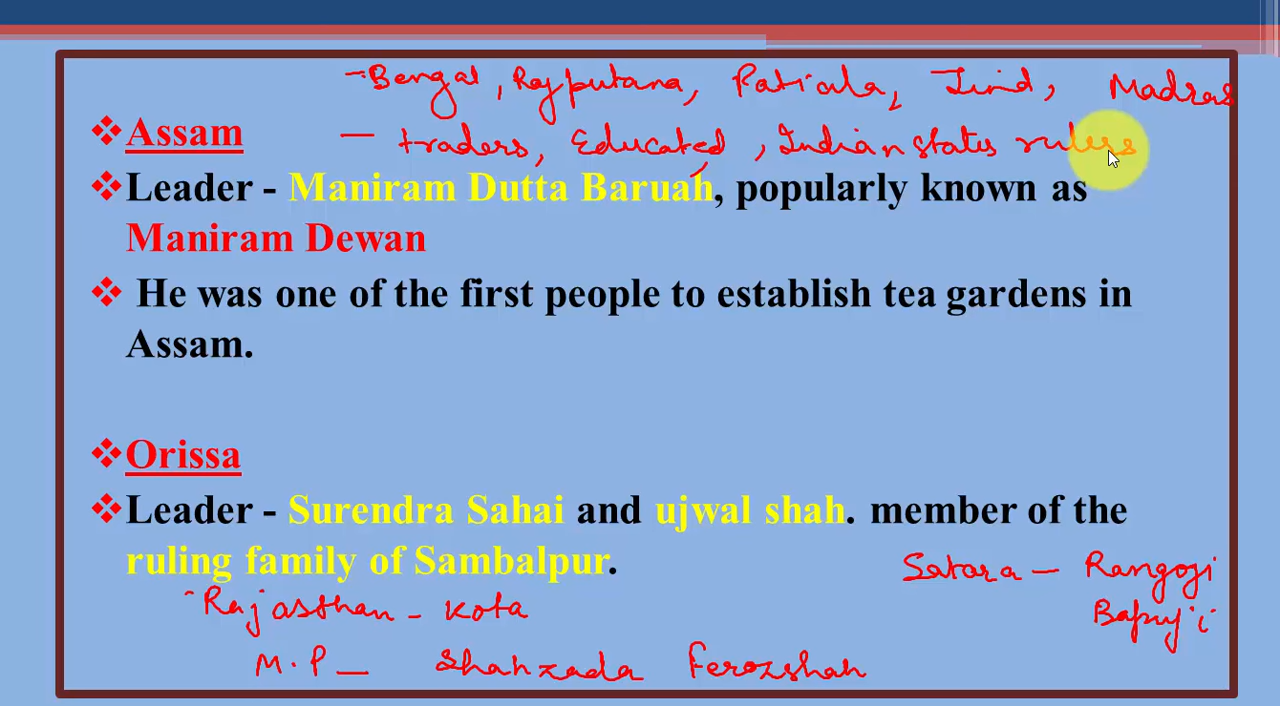 Bengal, Rajputana, Patiala, Jind, Madras
Assam - traders, Educated, Indian states rulers
Leader - Maniram Dutta Baruah, popularly known as
Maniram Dewan
He was one of the first people to establish tea gardens in
Assam.
Orissa
Leader - Surendra Sahai and ujwal shah. member of the
ruling family of Sambalpur.
Satara - Rangoji
Bapuji
Rajasthan - Kota
M.P - Shahzada Ferozshah